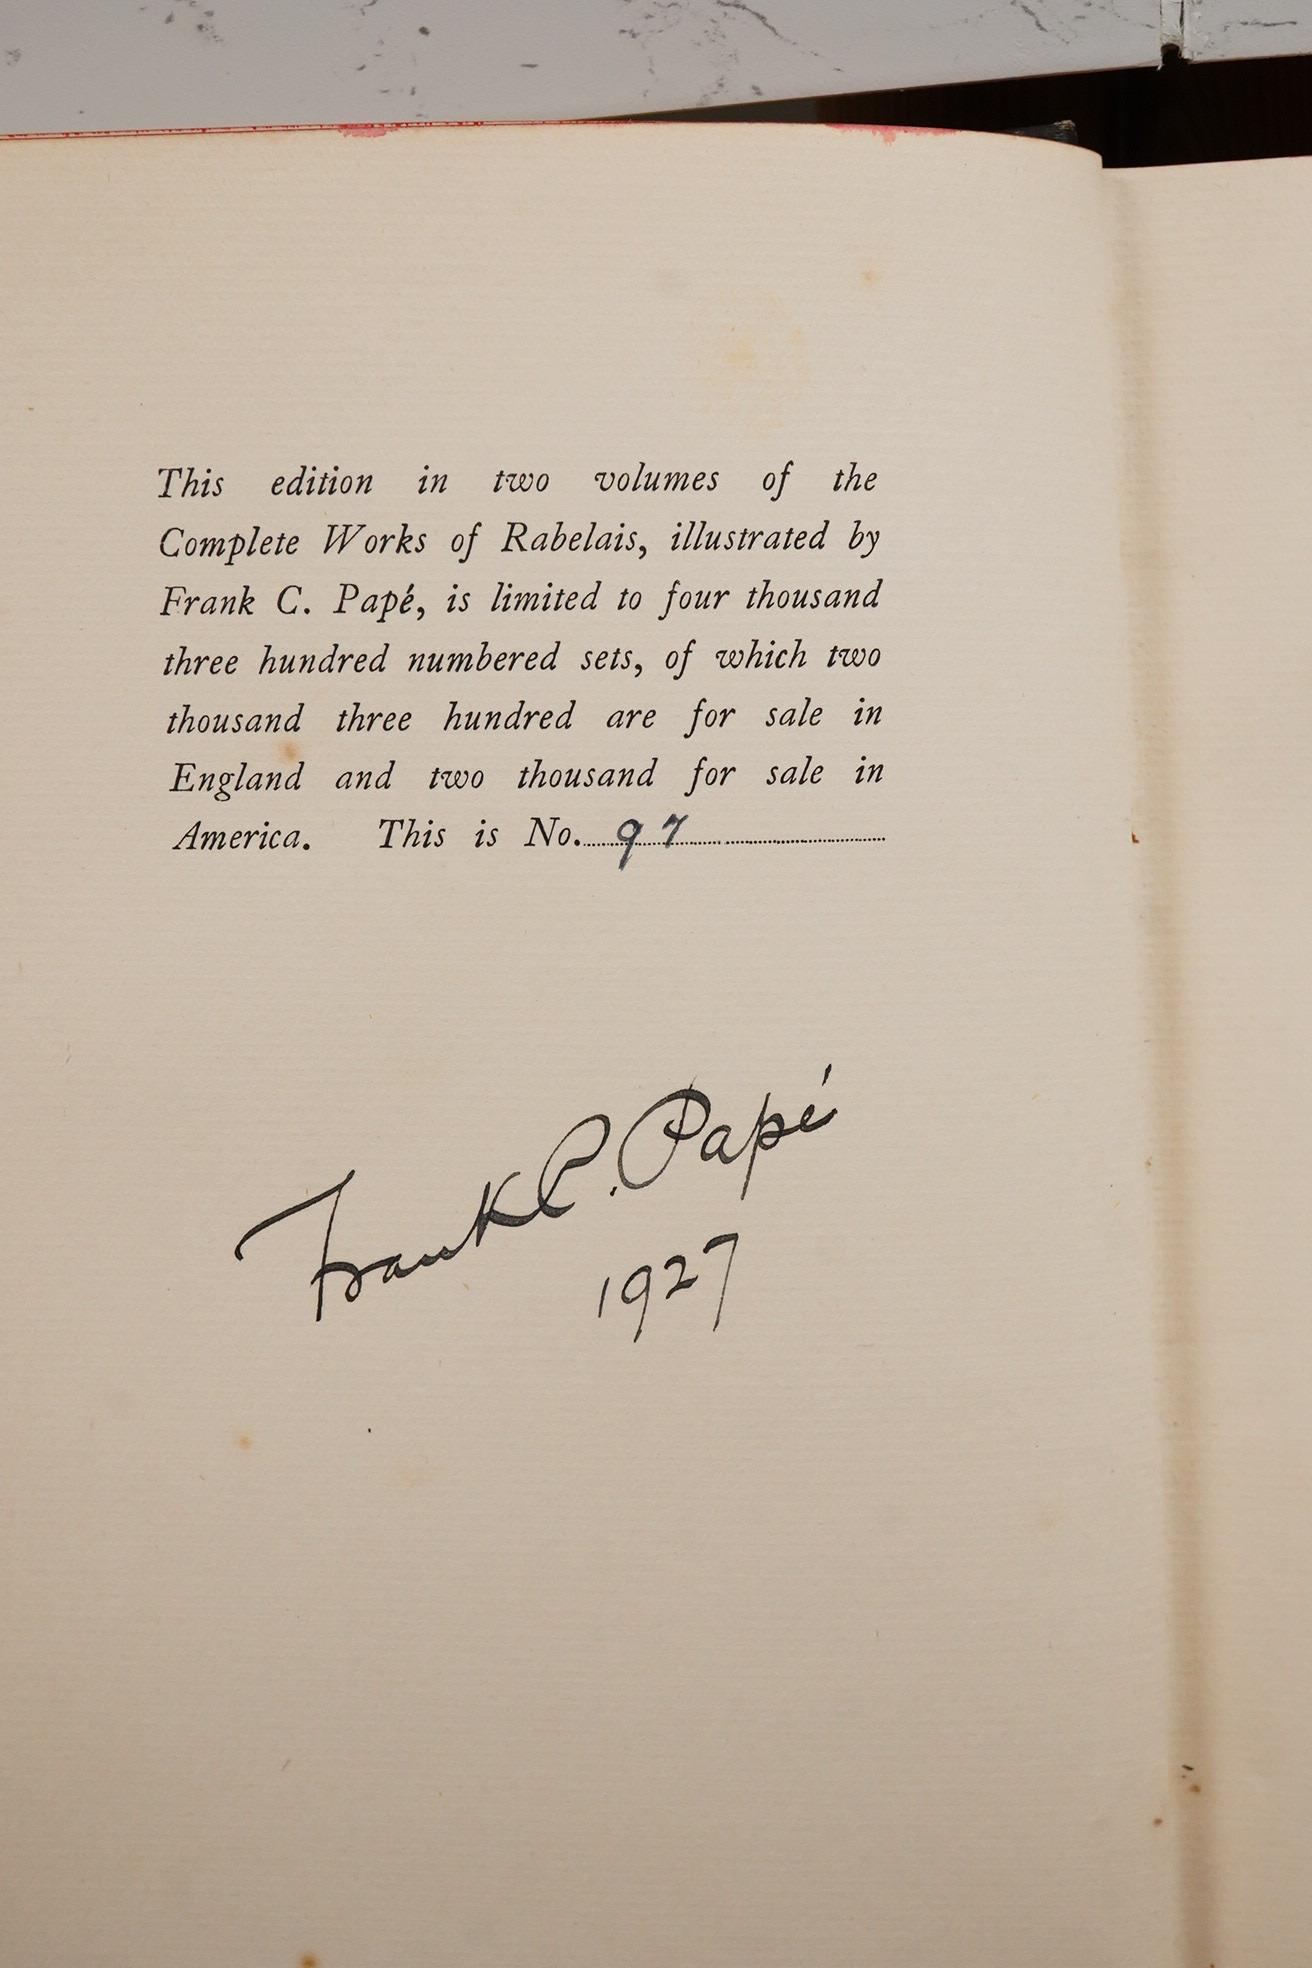 This edition in two volumes of the
Complete Works of Rabelais, illustrated by
Frank C. Papé, is limited to four thousand
three hundred numbered sets, of which two
thousand three hundred are for sale in
England and two thousand for sale in
America. This is No. 97
Frank C. Papé
1927